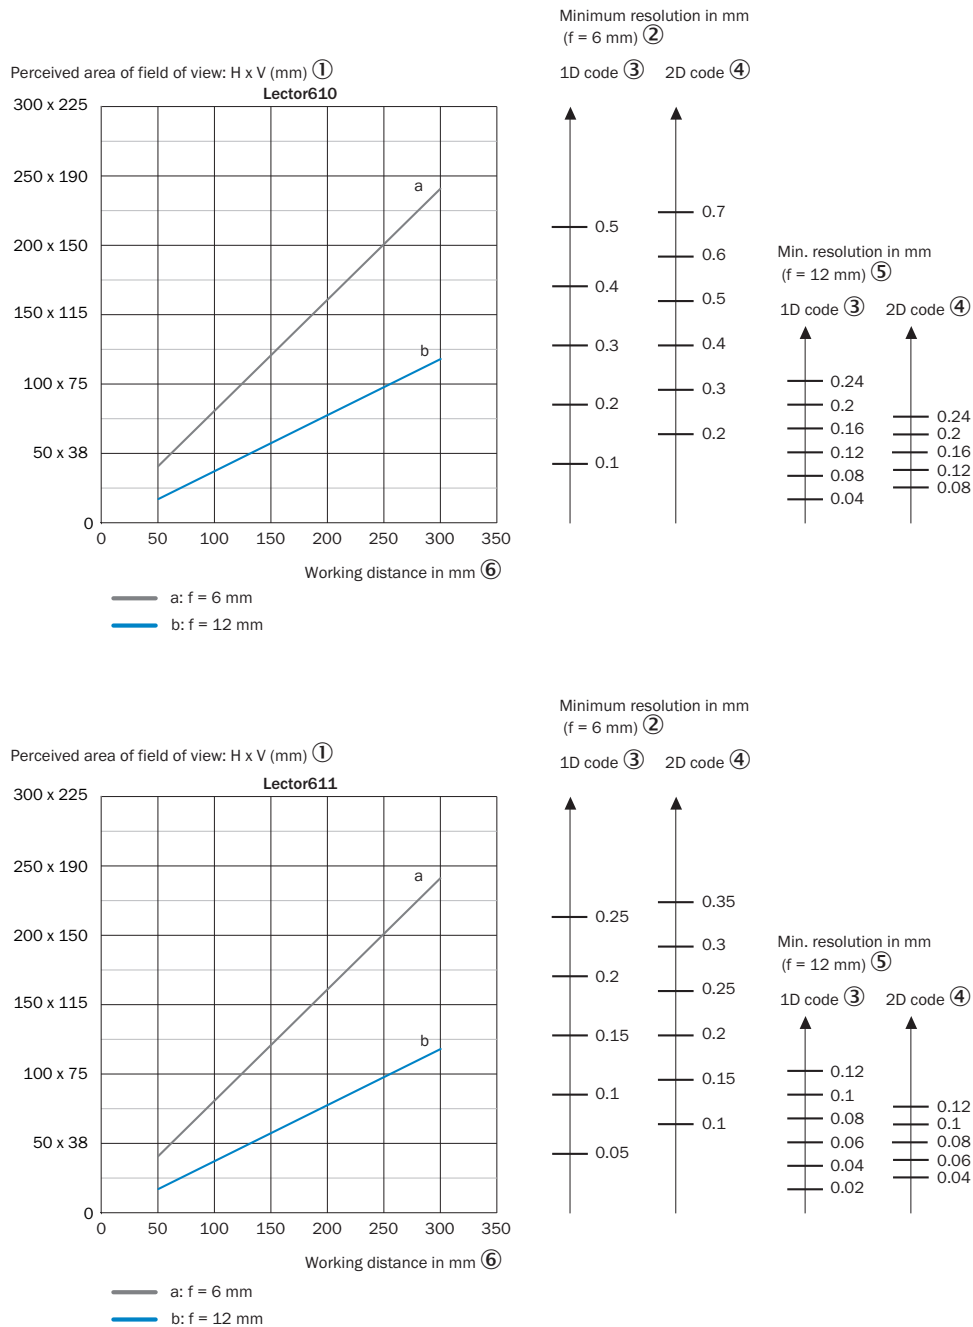 Minimum resolution in mm
(f = 6 mm) ②
1D code ③
2D code ④
Perceived area of field of view: H x V (mm) ①
Lector610
300 x 225
250 x 190
200 x 150
150 x 115
100 x 75
50 x 38
0
a
b
0 50 100 150 200 250 300 350
Working distance in mm ⑥
a: f = 6 mm
b: f = 12 mm
0.5
0.4
0.3
0.2
0.1
0.7
0.6
0.5
0.4
0.3
0.2
Min. resolution in mm
(f = 12 mm) ⑤
1D code ③
2D code ④
0.24
0.2
0.16
0.12
0.08
0.04
0.24
0.2
0.16
0.12
0.08
Minimum resolution in mm
(f = 6 mm) ②
1D code ③
2D code ④
Perceived area of field of view: H x V (mm) ①
Lector611
300 x 225
250 x 190
200 x 150
150 x 115
100 x 75
50 x 38
0
a
b
0 50 100 150 200 250 300 350
Working distance in mm ⑥
a: f = 6 mm
b: f = 12 mm
0.25
0.2
0.15
0.1
0.05
0.35
0.3
0.25
0.2
0.15
0.1
Min. resolution in mm
(f = 12 mm) ⑤
1D code ③
2D code ④
0.12
0.1
0.08
0.06
0.04
0.02
0.12
0.1
0.08
0.06
0.04